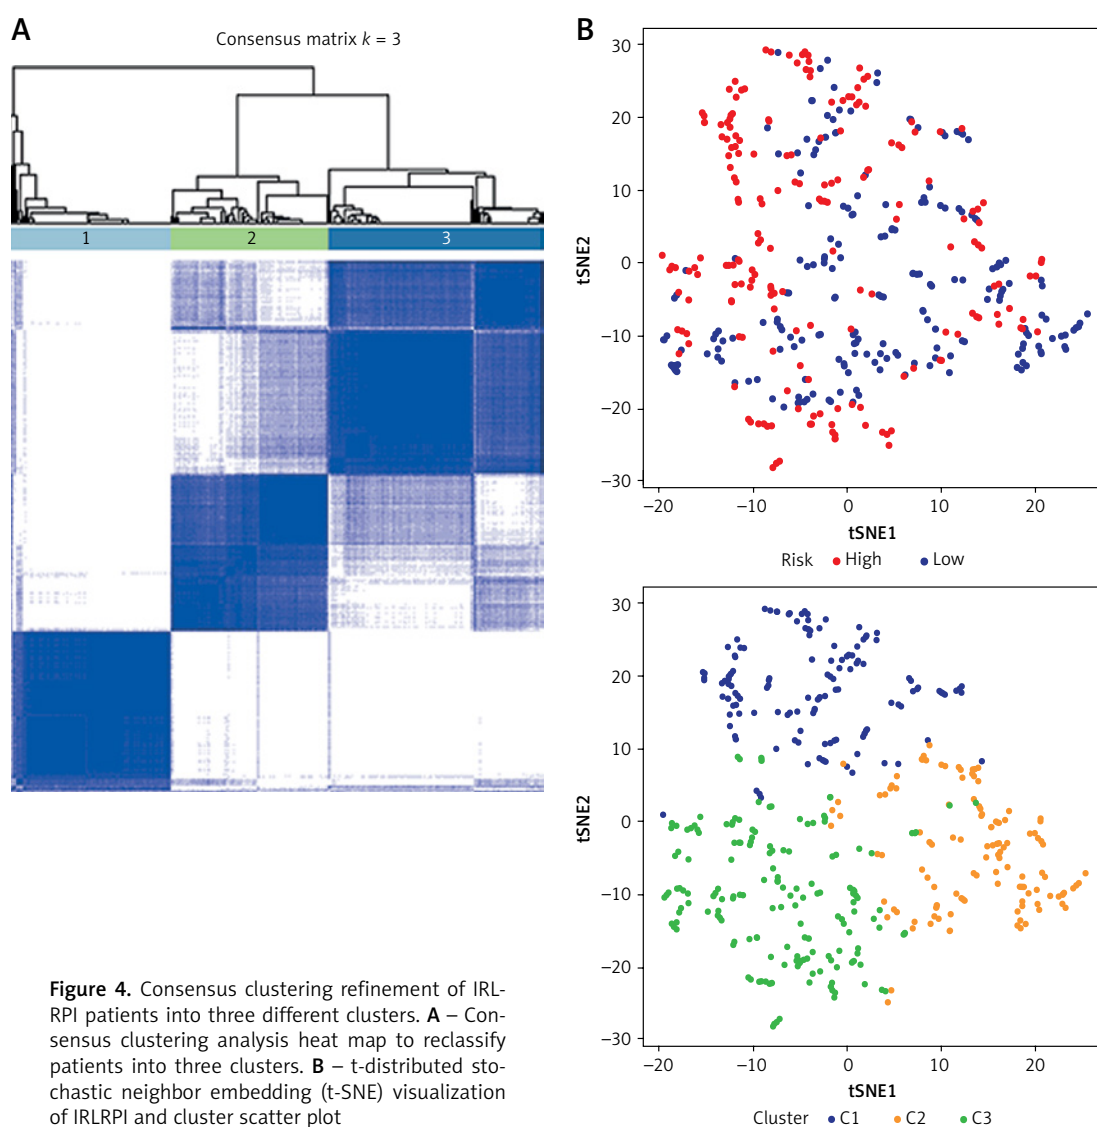 A
Consensus matrix k = 3
1 2 3
B
30
20
10
0
−10
−20
−30
tSNE2
−20 −10 0 10 20
tSNE1
Risk High Low
30
20
10
0
−10
−20
−30
tSNE2
−20 −10 0 10 20
tSNE1
Cluster C1 C2 C3
Figure 4. Consensus clustering refinement of IRL-
RPI patients into three different clusters. A – Con-
sensus clustering analysis heat map to reclassify
patients into three clusters. B – t-distributed sto-
chastic neighbor embedding (t-SNE) visualization
of IRLRPI and cluster scatter plot